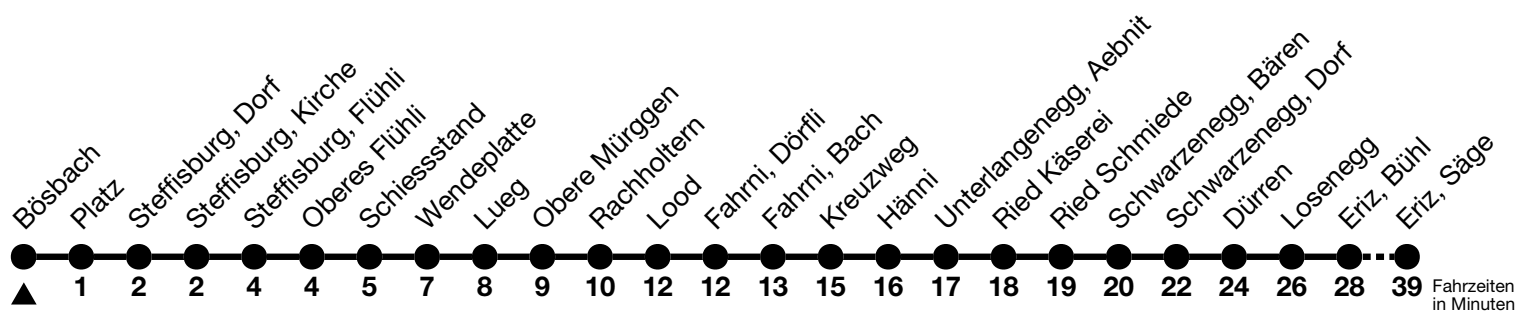 Bösbach
Platz
Steffisburg, Dorf
Steffisburg, Kirche
Steffisburg, Flühli
Oberes Flühli
Schiessstand
Wendeplatte
Lueg
Obere Mürggen
Rachholtern
Lood
Fahrni, Dörfli
Fahrni, Bach
Kreuzweg
Hänni
Unterlangenegg, Aebnit
Ried Käserei
Ried Schmiede
Schwarzenegg, Bären
Schwarzenegg, Dorf
Dürren
Losenegg
Eriz, Bühl
Eriz, Säge
1 2 2 4 4 5 7 8 9 10 12 12 13 15 16 17 18 19 20 22 24 26 28 39
Fahrzeiten
in Minuten